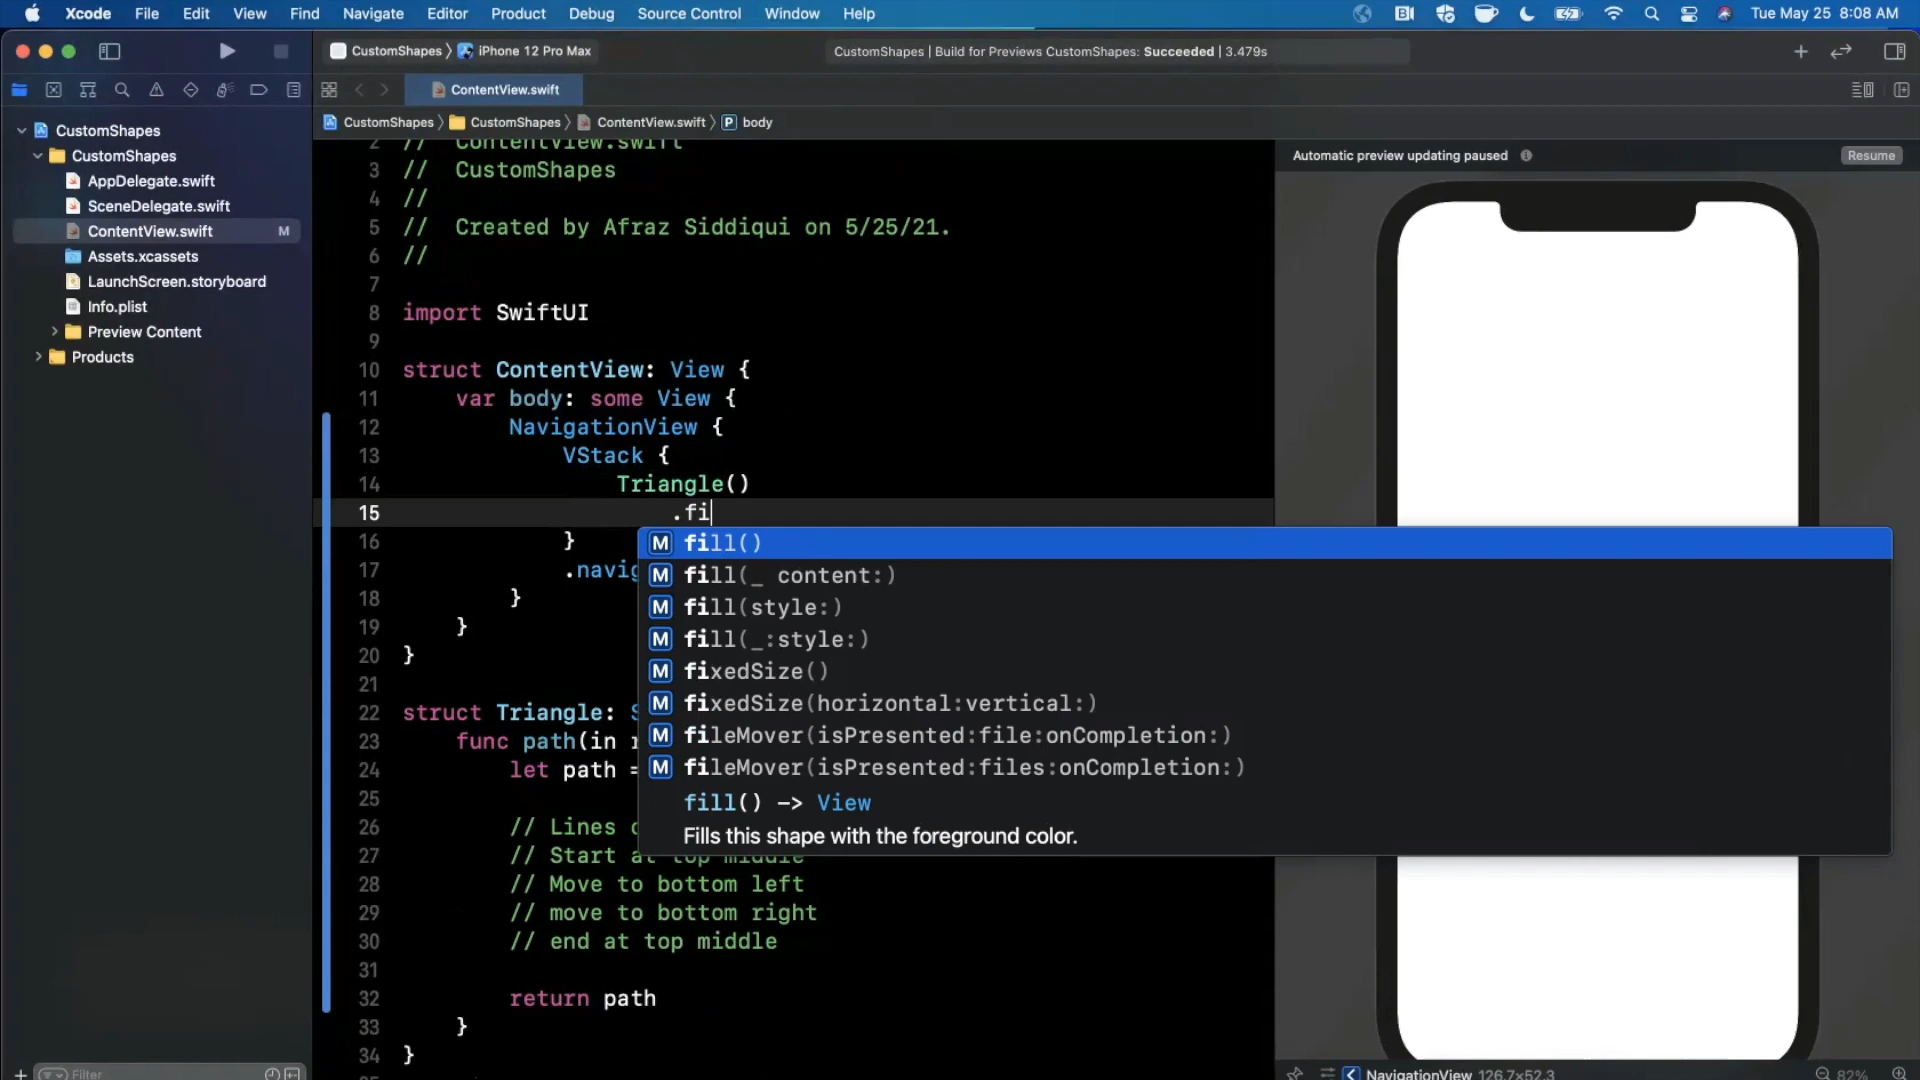 Xcode File Edit View Find Navigate Editor Product Debug Source Control Window Help Tue May 25 8:08 AM
CustomShapes iPhone 12 Pro Max CustomShapes | Build for Previews CustomShapes: Succeeded | 3.479s
ContentView.swift
CustomShapes CustomShapes ContentView.swift P body
Automatic preview updating paused Resume
CustomShapes
CustomShapes
AppDelegate.swift
SceneDelegate.swift
ContentView.swift M
Assets.xcassets
LaunchScreen.storyboard
Info.plist
Preview Content
Products
Filter
2 // ContentView.swift
3 // CustomShapes
4 //
5 // Created by Afraz Siddiqui on 5/25/21.
6 //
7
8 import SwiftUI
9
10 struct ContentView: View {
11 var body: some View {
12 NavigationView {
13 VStack {
14 Triangle()
15 .fi
16 }
17 .navig
18 }
19 }
20 }
21
22 struct Triangle: S
23 func path(in r
24 let path =
25
26 // Lines
27 // Start at top middle
28 // Move to bottom left
29 // move to bottom right
30 // end at top middle
31
32 return path
33 }
34 }
M fill()
M fill(_ content:)
M fill(style:)
M fill(_:style:)
M fixedSize()
M fixedSize(horizontal:vertical:)
M fileMover(isPresented:file:onCompletion:)
M fileMover(isPresented:files:onCompletion:)
fill() -> View
Fills this shape with the foreground color.
NavigationView 126.7×52.3 82%